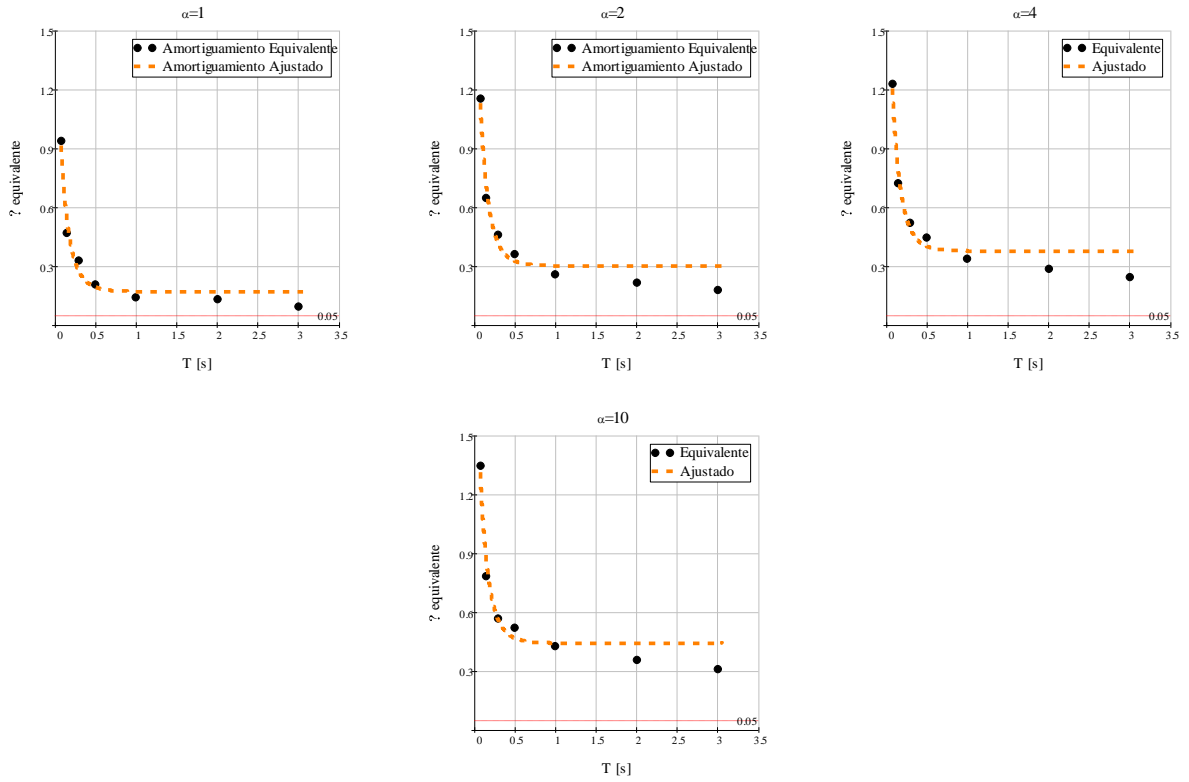 α=1
1.5
Amortiguamiento Equivalente
Amortiguamiento Ajustado
1.2
0.9
0.6
0.3
? equivalente
0.05
0 0.5 1 1.5 2 2.5 3 3.5
T [s]
α=2
1.5
Amortiguamiento Equivalente
Amortiguamiento Ajustado
1.2
0.9
0.6
0.3
? equivalente
0.05
0 0.5 1 1.5 2 2.5 3 3.5
T [s]
α=4
1.5
Equivalente
Ajustado
1.2
0.9
0.6
0.3
? equivalente
0.05
0 0.5 1 1.5 2 2.5 3 3.5
T [s]
α=10
1.5
Equivalente
Ajustado
1.2
0.9
0.6
0.3
? equivalente
0.05
0 0.5 1 1.5 2 2.5 3 3.5
T [s]